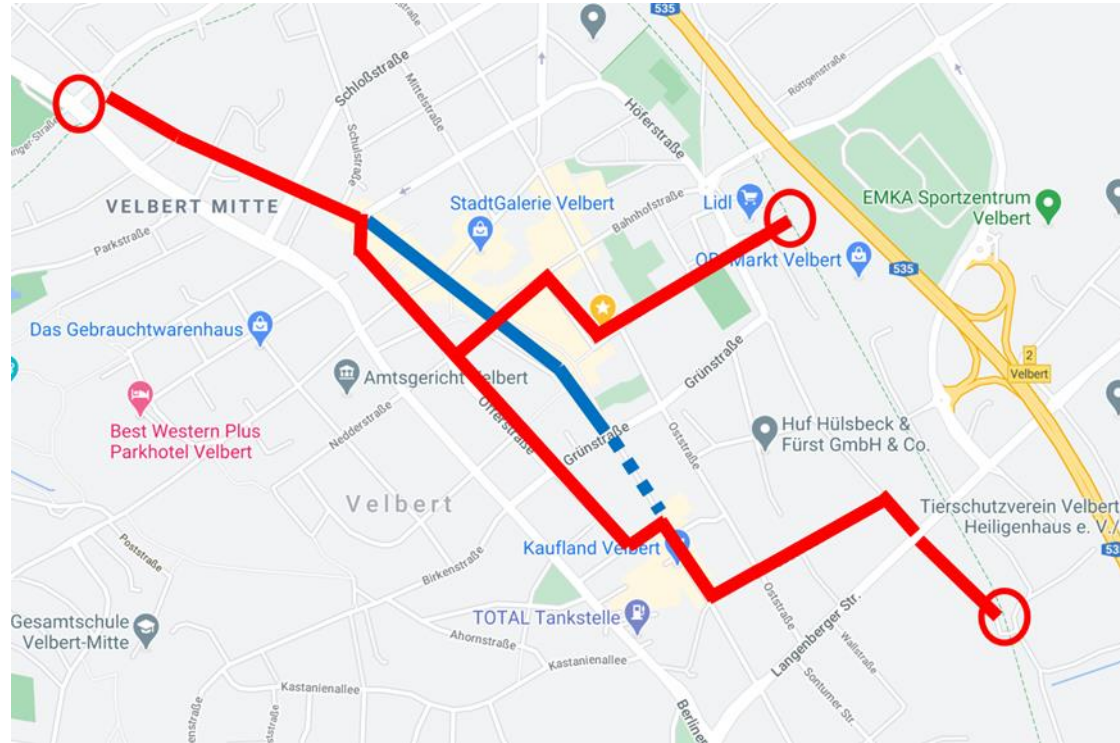 535
Schloßstraße
Mittelstraße
Röttgenstraße
Höferstraße
Schulstraße
VELBERT MITTE
StadtGalerie Velbert
Bahnhofstraße
Lidl
EMKA Sportzentrum
Velbert
Parkstraße
Markt Velbert
535
Das Gebrauchtwarenhaus
Amtsgericht Velbert
Grünstraße
2
Velbert
Best Western Plus
Parkhotel Velbert
Nedderstraße
Offerstraße
Grünstraße
Oststraße
Huf Hülsbeck &
Fürst GmbH & Co.
Velbert
Tierschutzverein Velbert
Heiligenhaus e. V./
53
Poststraße
Kaufland Velbert
Birkenstraße
Gesamtschule
Velbert-Mitte
TOTAL Tankstelle
Oststraße
Langenberger Str.
Wallstraße
Ahornstraße
Kastanienallee
Kastanienallee
Sontumer Str.
Berliner